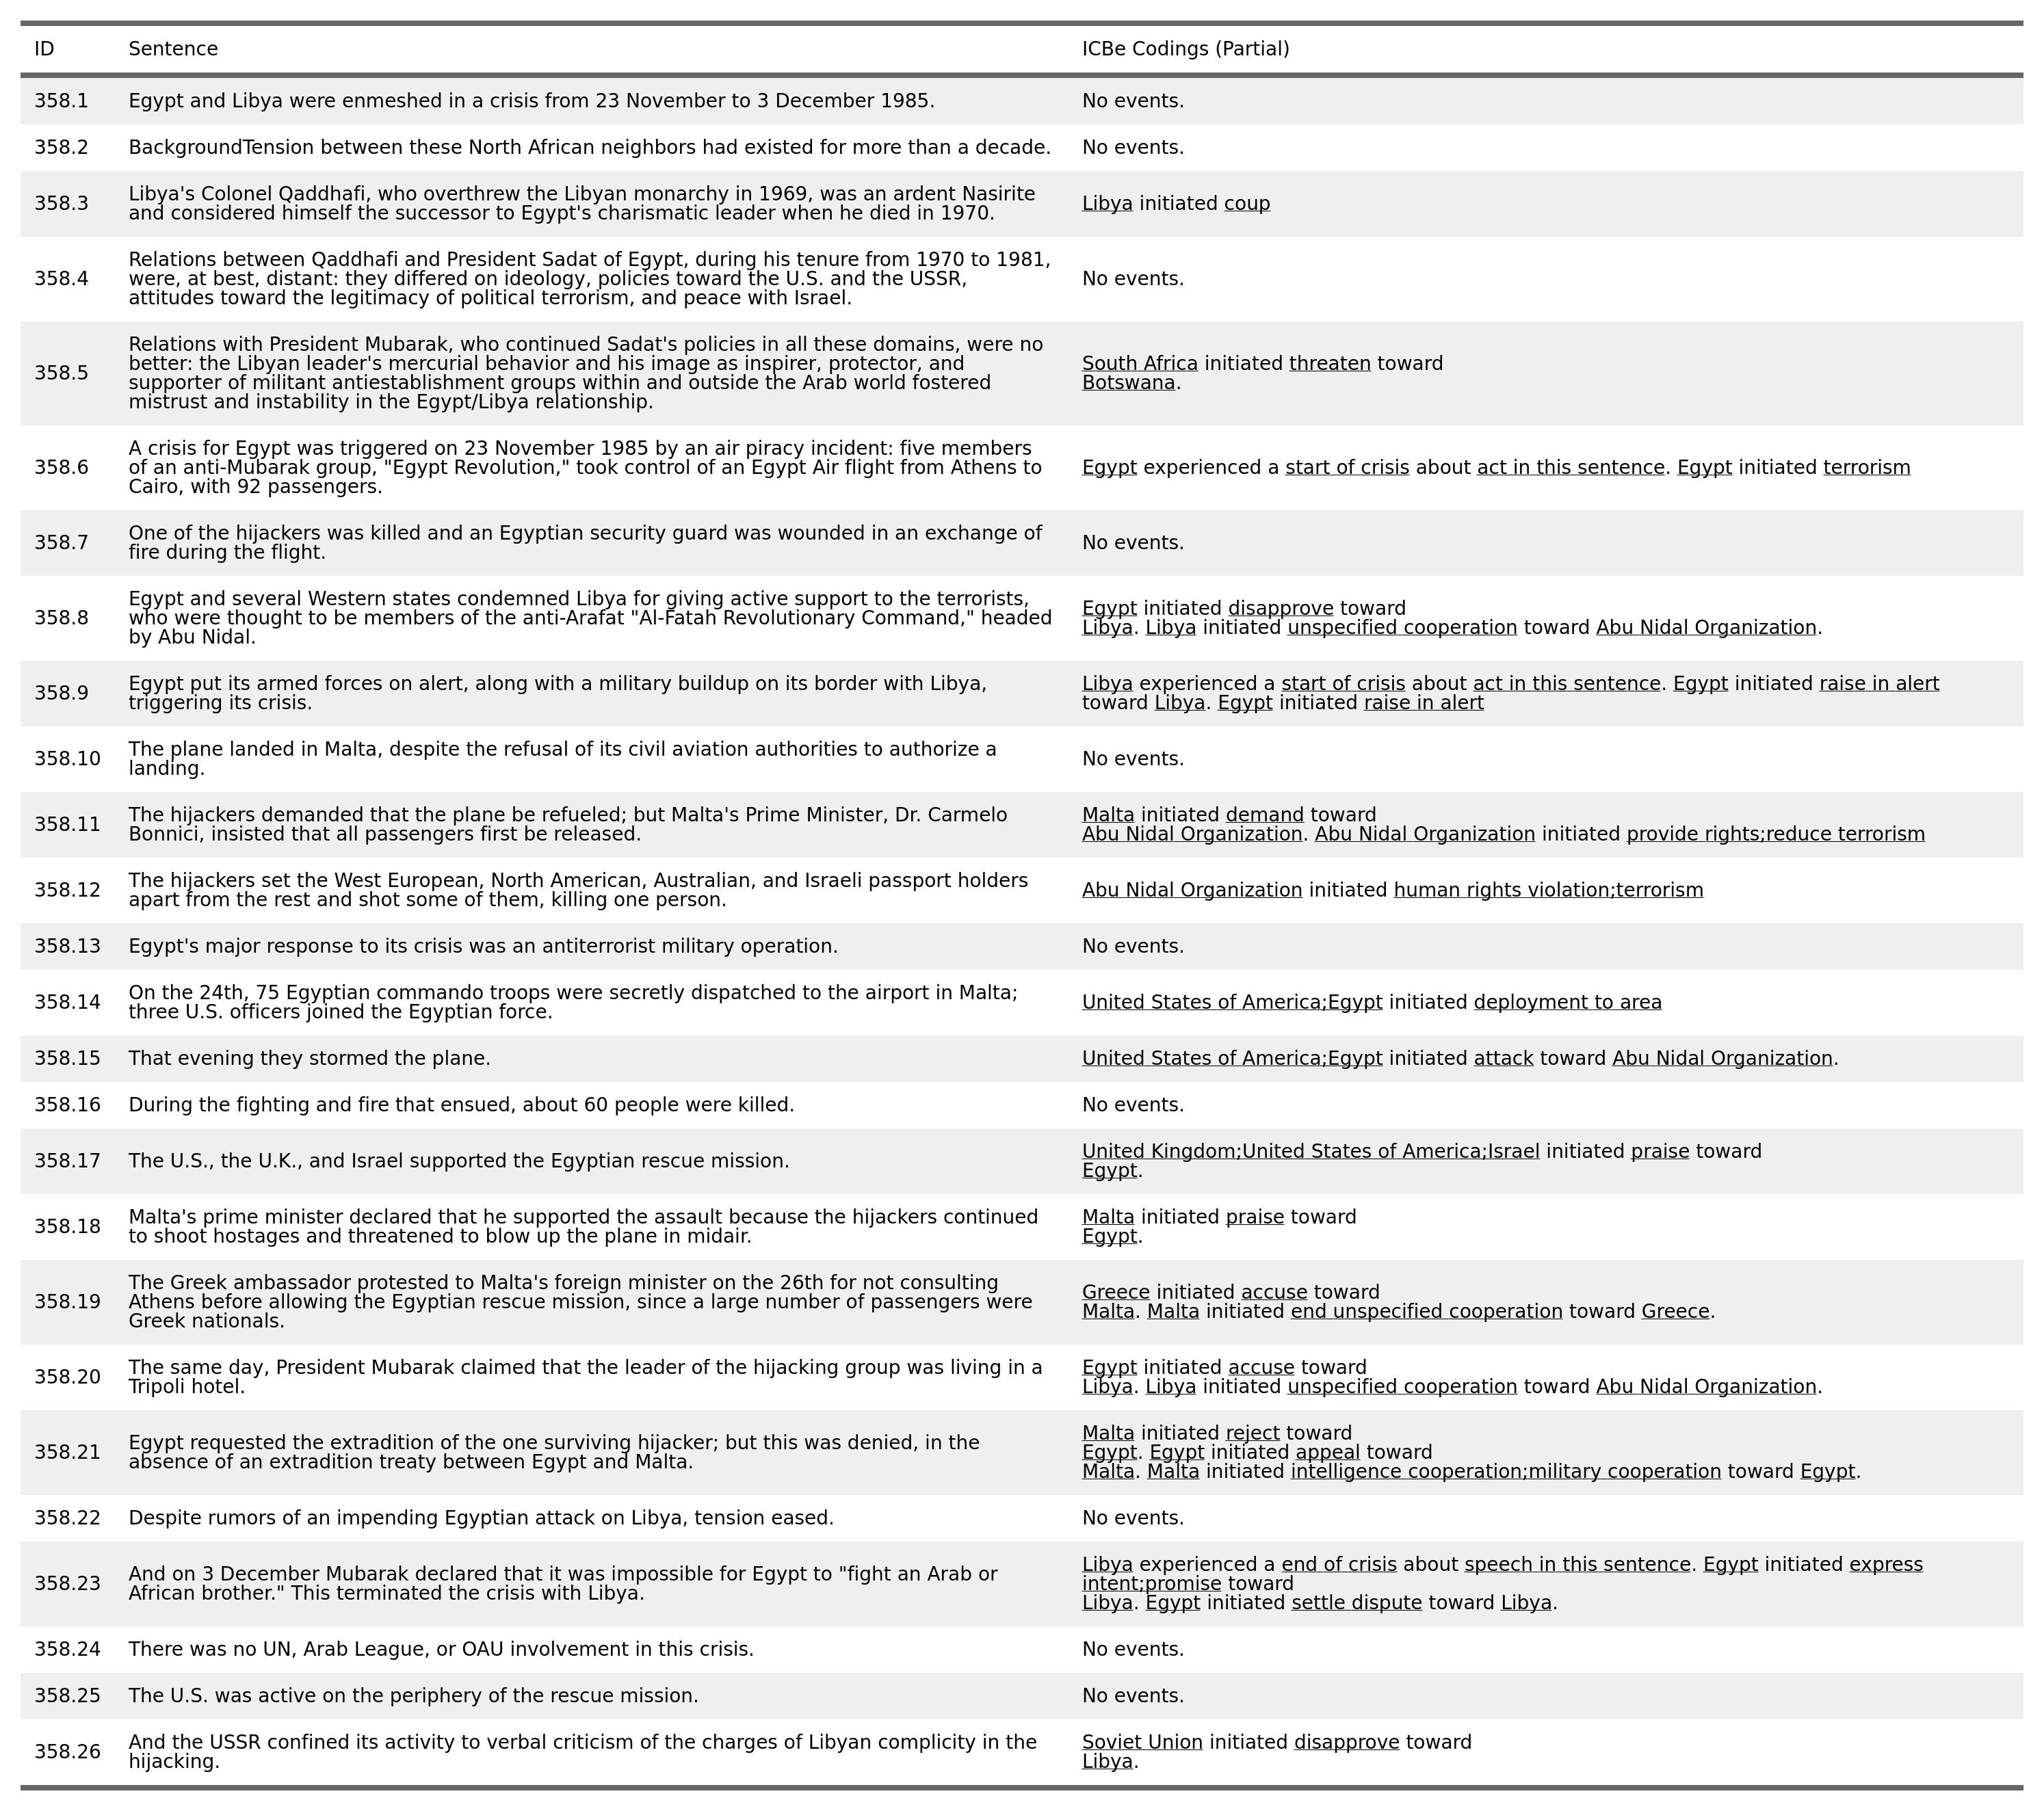 ID Sentence ICBe Codings (Partial)
358.1 Egypt and Libya were enmeshed in a crisis from 23 November to 3 December 1985. No events.
358.2 BackgroundTension between these North African neighbors had existed for more than a decade. No events.
358.3
Libya's Colonel Qaddhafi, who overthrew the Libyan monarchy in 1969, was an ardent Nasirite
and considered himself the successor to Egypt's charismatic leader when he died in 1970.
Libya initiated coup
358.4
Relations between Qaddhafi and President Sadat of Egypt, during his tenure from 1970 to 1981,
were, at best, distant: they differed on ideology, policies toward the U.S. and the USSR,
attitudes toward the legitimacy of political terrorism, and peace with Israel.
No events.
358.5
Relations with President Mubarak, who continued Sadat's policies in all these domains, were no
better: the Libyan leader's mercurial behavior and his image as inspirer, protector, and
supporter of militant antiestablishment groups within and outside the Arab world fostered
mistrust and instability in the Egypt/Libya relationship.
South Africa initiated threaten toward
Botswana.
358.6
A crisis for Egypt was triggered on 23 November 1985 by an air piracy incident: five members
of an anti-Mubarak group, "Egypt Revolution," took control of an Egypt Air flight from Athens to
Cairo, with 92 passengers.
Egypt experienced a start of crisis about act in this sentence. Egypt initiated terrorism
358.7
One of the hijackers was killed and an Egyptian security guard was wounded in an exchange of
fire during the flight.
No events.
358.8
Egypt and several Western states condemned Libya for giving active support to the terrorists,
who were thought to be members of the anti-Arafat "Al-Fatah Revolutionary Command," headed
by Abu Nidal.
Egypt initiated disapprove toward
Libya. Libya initiated unspecified cooperation toward Abu Nidal Organization.
358.9
Egypt put its armed forces on alert, along with a military buildup on its border with Libya,
triggering its crisis.
Libya experienced a start of crisis about act in this sentence. Egypt initiated raise in alert
toward Libya. Egypt initiated raise in alert
358.10
The plane landed in Malta, despite the refusal of its civil aviation authorities to authorize a
landing.
No events.
358.11
The hijackers demanded that the plane be refueled; but Malta's Prime Minister, Dr. Carmelo
Bonnici, insisted that all passengers first be released.
Malta initiated demand toward
Abu Nidal Organization. Abu Nidal Organization initiated provide rights;reduce terrorism
358.12
The hijackers set the West European, North American, Australian, and Israeli passport holders
apart from the rest and shot some of them, killing one person.
Abu Nidal Organization initiated human rights violation;terrorism
358.13 Egypt's major response to its crisis was an antiterrorist military operation. No events.
358.14
On the 24th, 75 Egyptian commando troops were secretly dispatched to the airport in Malta;
three U.S. officers joined the Egyptian force.
United States of America;Egypt initiated deployment to area
358.15 That evening they stormed the plane. United States of America;Egypt initiated attack toward Abu Nidal Organization.
358.16 During the fighting and fire that ensued, about 60 people were killed. No events.
358.17 The U.S., the U.K., and Israel supported the Egyptian rescue mission.
United Kingdom;United States of America;Israel initiated praise toward
Egypt.
358.18
Malta's prime minister declared that he supported the assault because the hijackers continued
to shoot hostages and threatened to blow up the plane in midair.
Malta initiated praise toward
Egypt.
358.19
The Greek ambassador protested to Malta's foreign minister on the 26th for not consulting
Athens before allowing the Egyptian rescue mission, since a large number of passengers were
Greek nationals.
Greece initiated accuse toward
Malta. Malta initiated end unspecified cooperation toward Greece.
358.20
The same day, President Mubarak claimed that the leader of the hijacking group was living in a
Tripoli hotel.
Egypt initiated accuse toward
Libya. Libya initiated unspecified cooperation toward Abu Nidal Organization.
358.21
Egypt requested the extradition of the one surviving hijacker; but this was denied, in the
absence of an extradition treaty between Egypt and Malta.
Malta initiated reject toward
Egypt. Egypt initiated appeal toward
Malta. Malta initiated intelligence cooperation;military cooperation toward Egypt.
358.22 Despite rumors of an impending Egyptian attack on Libya, tension eased. No events.
358.23
And on 3 December Mubarak declared that it was impossible for Egypt to "fight an Arab or
African brother." This terminated the crisis with Libya.
Libya experienced a end of crisis about speech in this sentence. Egypt initiated express
intent;promise toward
Libya. Egypt initiated settle dispute toward Libya.
358.24 There was no UN, Arab League, or OAU involvement in this crisis. No events.
358.25 The U.S. was active on the periphery of the rescue mission. No events.
358.26
And the USSR confined its activity to verbal criticism of the charges of Libyan complicity in the
hijacking.
Soviet Union initiated disapprove toward
Libya.